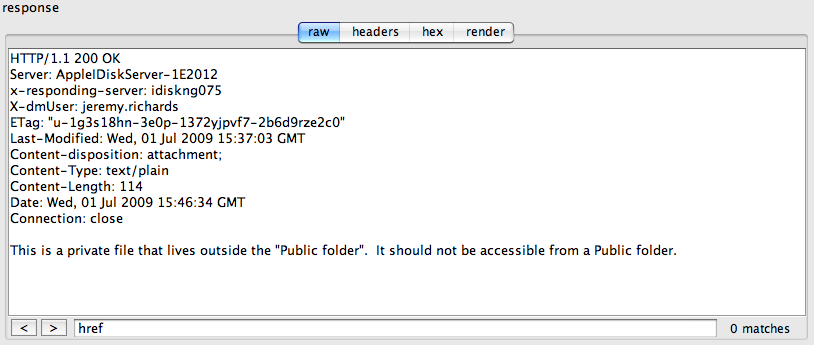 response
raw headers hex render
HTTP/1.1 200 OK
Server: AppleIDiskServer-1E2012
x-responding-server: idiskng075
X-dmUser: jeremy.richards
ETag: "u-1g3s18hn-3e0p-1372yjpvf7-2b6d9rze2c0"
Last-Modified: Wed, 01 Jul 2009 15:37:03 GMT
Content-disposition: attachment;
Content-Type: text/plain
Content-Length: 114
Date: Wed, 01 Jul 2009 15:46:34 GMT
Connection: close
This is a private file that lives outside the "Public folder".  It should not be accessible from a Public folder.
< > href 0 matches